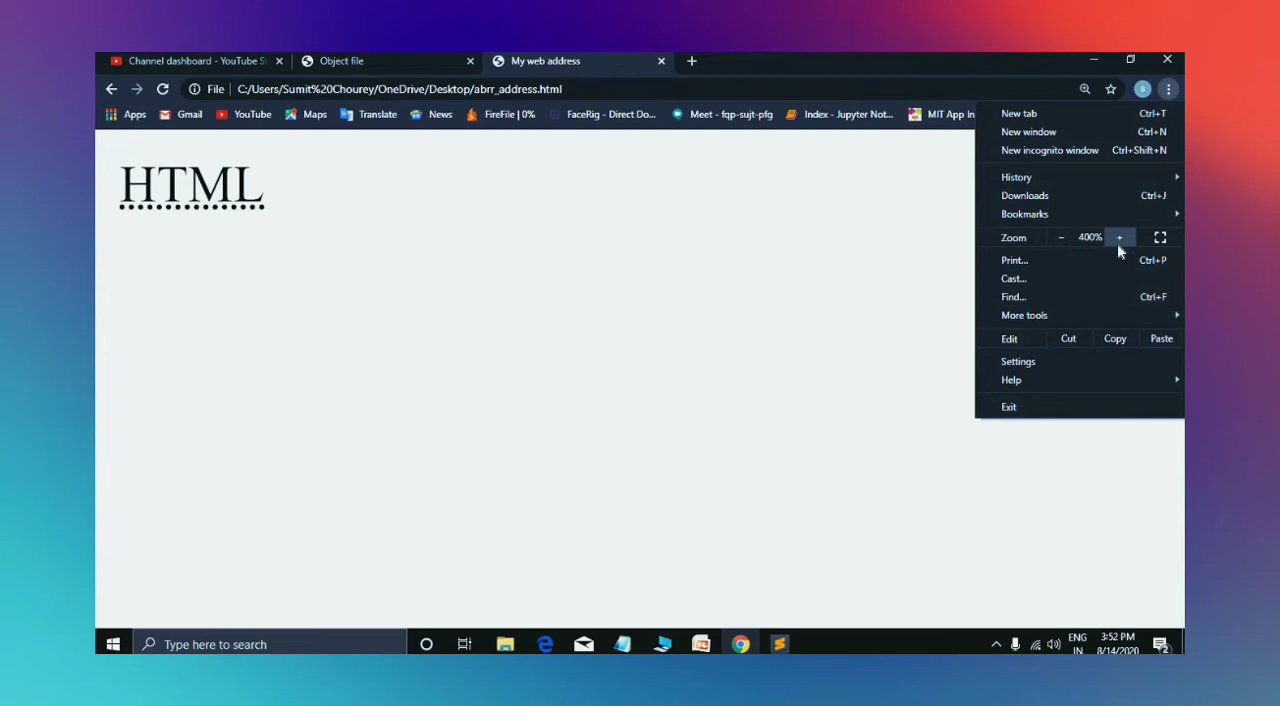 Channel dashboard - YouTube S
Object file
My web address
File
C:/Users/Sumit%20Chourey/OneDrive/Desktop/abrr_address.html
Apps
Gmail
YouTube
Maps
Translate
News
FireFile | 0%
FaceRig - Direct Do...
Meet - fqp-sujt-pfg
Index - Jupyter Not...
MIT App In
HTML
New tab Ctrl+T
New window Ctrl+N
New incognito window Ctrl+Shift+N
History
Downloads Ctrl+J
Bookmarks
Zoom - 400% +
Print... Ctrl+P
Cast...
Find... Ctrl+F
More tools
Edit Cut Copy Paste
Settings
Help
Exit
Type here to search
ENG
IN
3:52 PM
8/14/2020
2